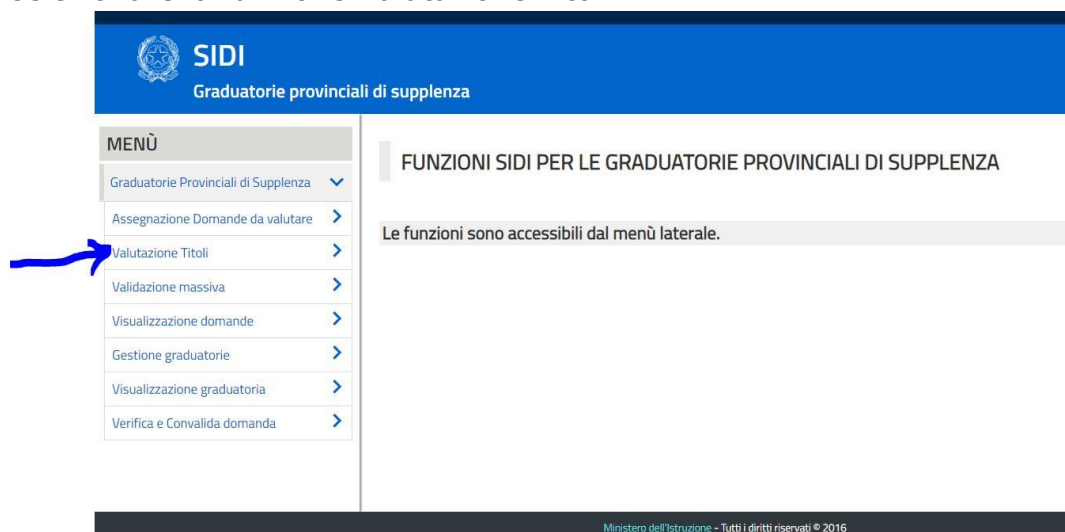 SIDI
Graduatorie provinciali di supplenza
MENÙ
Graduatorie Provinciali di Supplenza
Assegnazione Domande da valutare
Valutazione Titoli
Validazione massiva
Visualizzazione domande
Gestione graduatorie
Visualizzazione graduatoria
Verifica e Convalida domanda
FUNZIONI SIDI PER LE GRADUATORIE PROVINCIALI DI SUPPLENZA
Le funzioni sono accessibili dal menù laterale.
Ministero dell'Istruzione - Tutti i diritti riservati © 2016